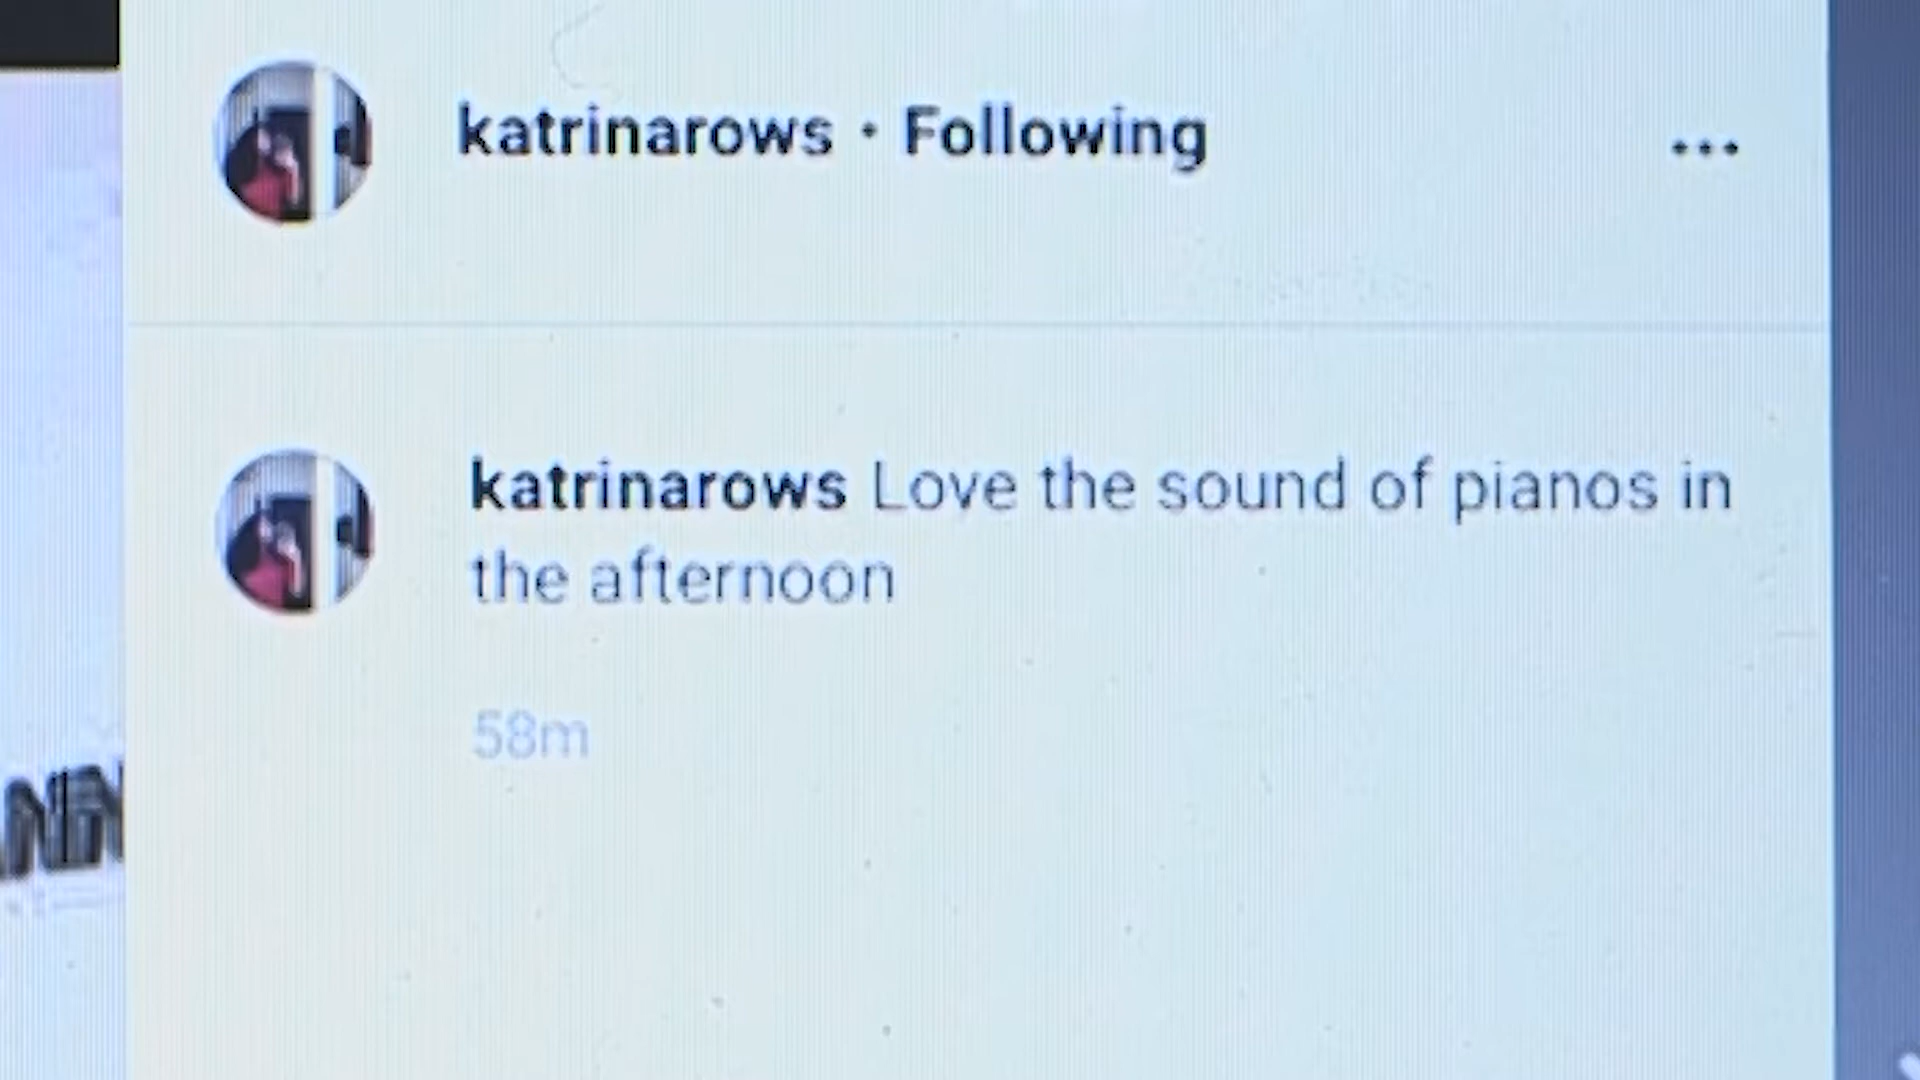 katrinarows • Following
katrinarows Love the sound of pianos in
the afternoon
58m